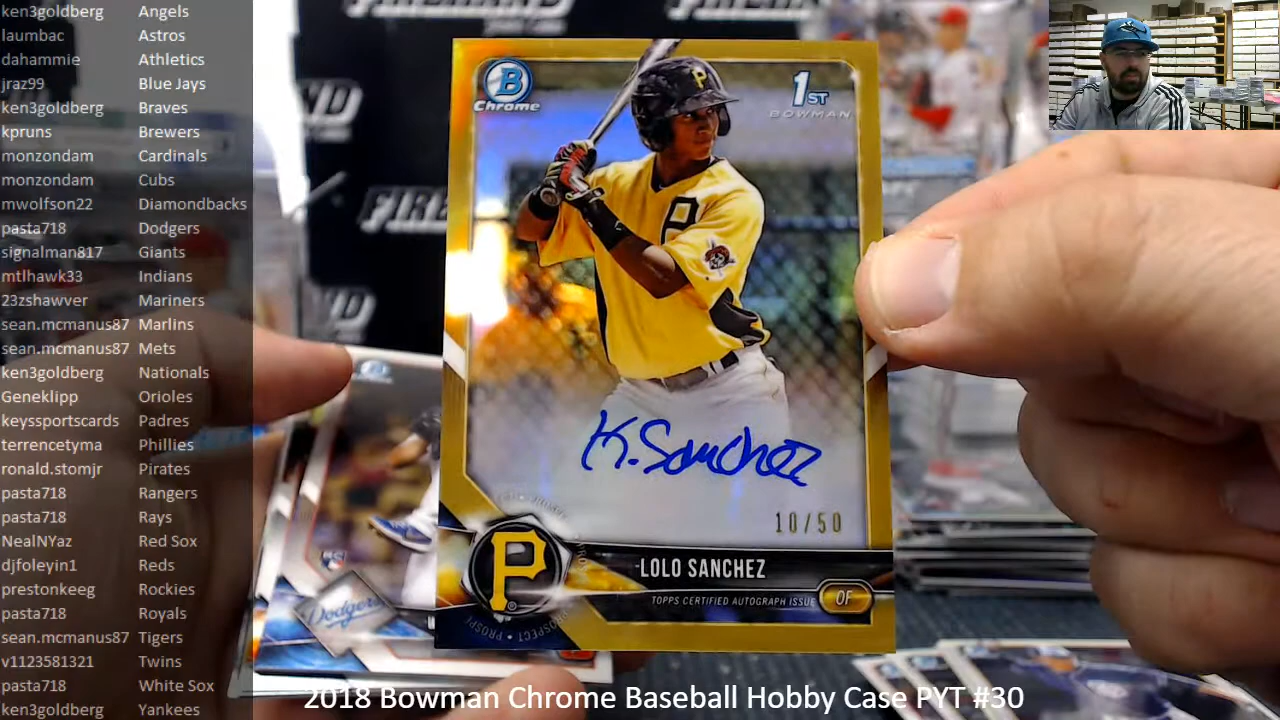 ken3goldberg Angels
laumbac Astros
dahammie Athletics
jraz99 Blue Jays
ken3goldberg Braves
kpruns Brewers
monzondam Cardinals
monzondam Cubs
mwolfson22 Diamondbacks
pasta718 Dodgers
signalman817 Giants
mtlhawk33 Indians
23zshawver Mariners
sean.mcmanus87 Marlins
sean.mcmanus87 Mets
ken3goldberg Nationals
Geneklipp Orioles
keyssportscards Padres
terrencetyma Phillies
ronald.stomjr Pirates
pasta718 Rangers
pasta718 Rays
NealNYaz Red Sox
djfoleyin1 Reds
prestonkeeg Rockies
pasta718 Royals
sean.mcmanus87 Tigers
v1123581321 Twins
pasta718 White Sox
ken3goldberg Yankees
B
Chrome
1ST
BOWMAN
P
P
K. Sanchez
10/50
P
LOLO SANCHEZ
TOPPS CERTIFIED AUTOGRAPH ISSUE
OF
PROSPECT
Dodgers
2018 Bowman Chrome Baseball Hobby Case PYT #30